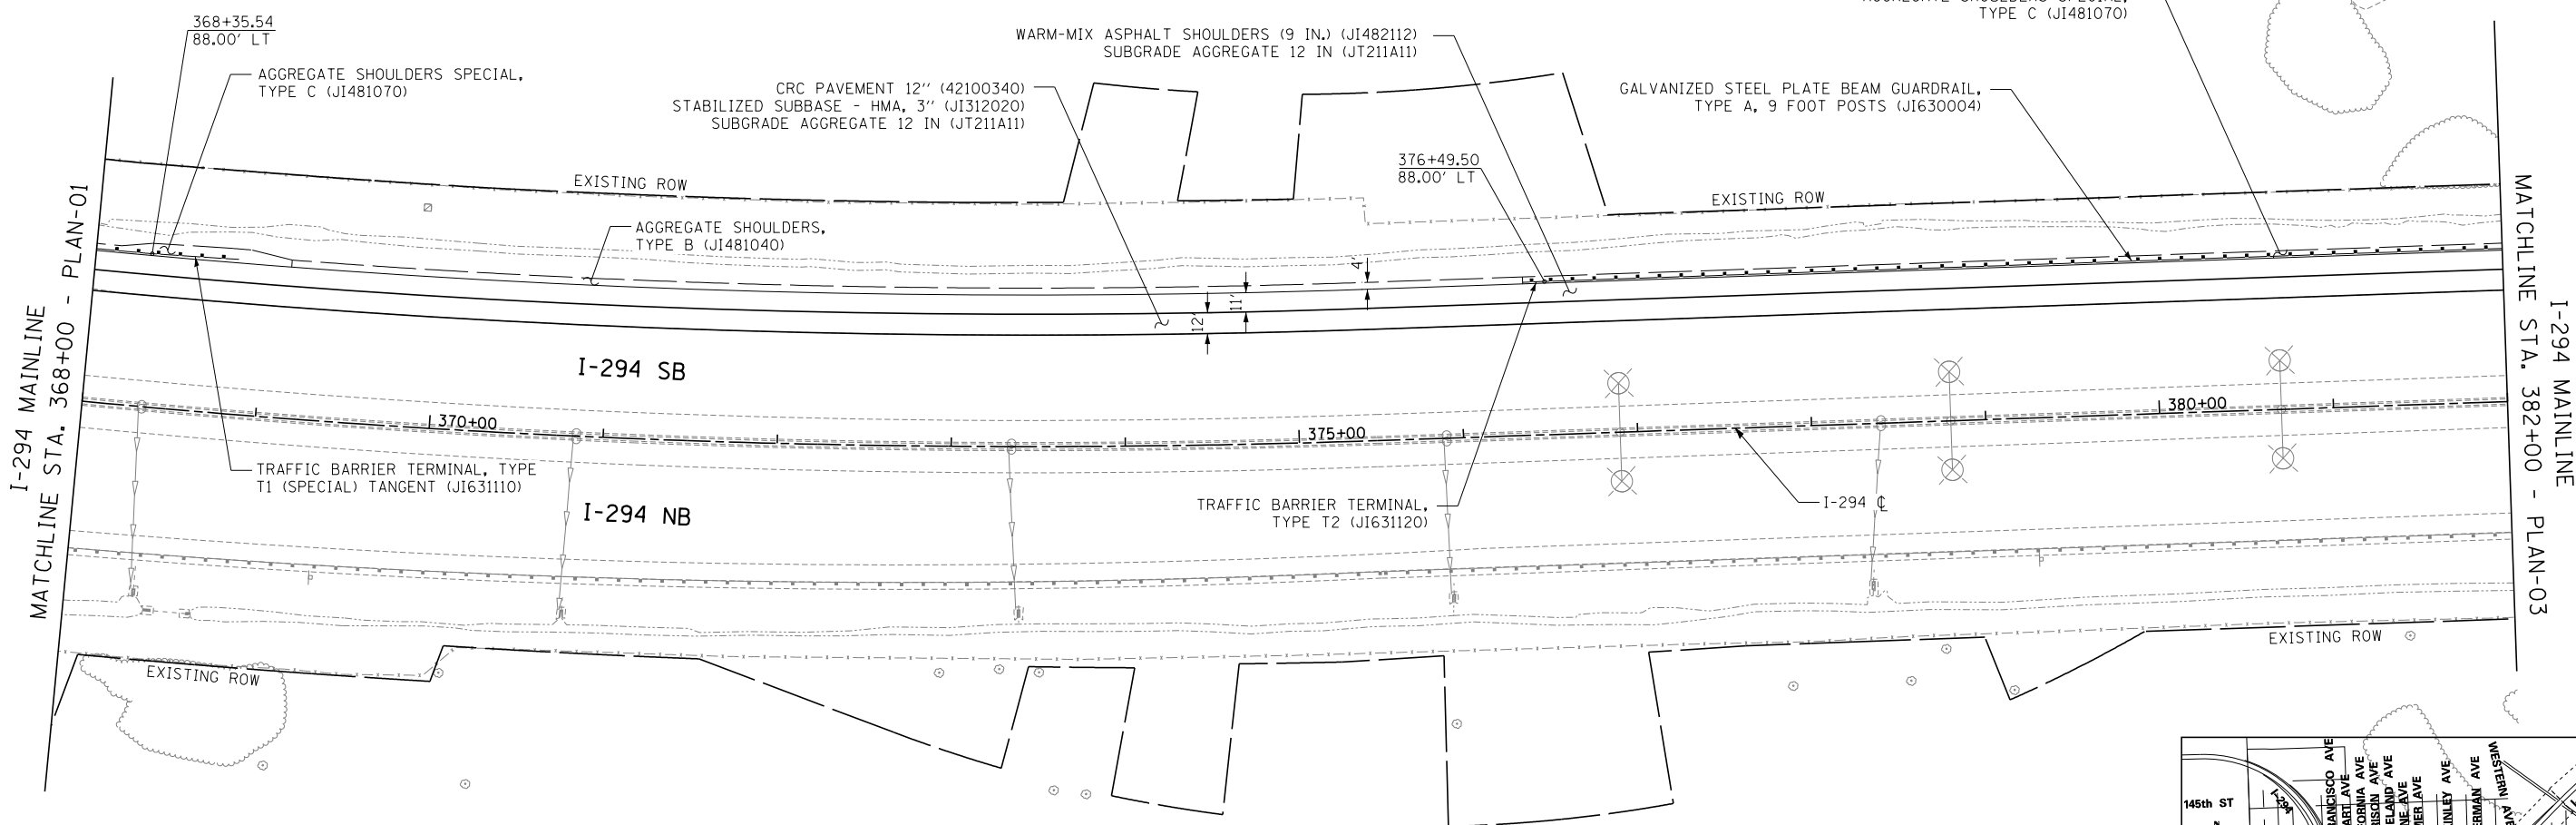 368+35.54
88.00' LT
AGGREGATE SHOULDERS SPECIAL,
TYPE C (JI481070)
CRC PAVEMENT 12'' (42100340)
STABILIZED SUBBASE - HMA, 3'' (JI312020)
SUBGRADE AGGREGATE 12 IN (JT211A11)
WARM-MIX ASPHALT SHOULDERS (9 IN.) (JI482112)
SUBGRADE AGGREGATE 12 IN (JT211A11)
TYPE C (JI481070)
GALVANIZED STEEL PLATE BEAM GUARDRAIL,
TYPE A, 9 FOOT POSTS (JI630004)
376+49.50
88.00' LT
EXISTING ROW
EXISTING ROW
AGGREGATE SHOULDERS,
TYPE B (JI481040)
4'
11'
12'
I-294 MAINLINE
MATCHLINE STA. 368+00 - PLAN-01
I-294 SB
370+00
375+00
380+00
TRAFFIC BARRIER TERMINAL, TYPE
T1 (SPECIAL) TANGENT (JI631110)
I-294 NB
TRAFFIC BARRIER TERMINAL,
TYPE T2 (JI631120)
I-294 ℄
I-294 MAINLINE
MATCHLINE STA. 382+00 - PLAN-03
EXISTING ROW
EXISTING ROW
145th ST
I-294
WESTERN AVE